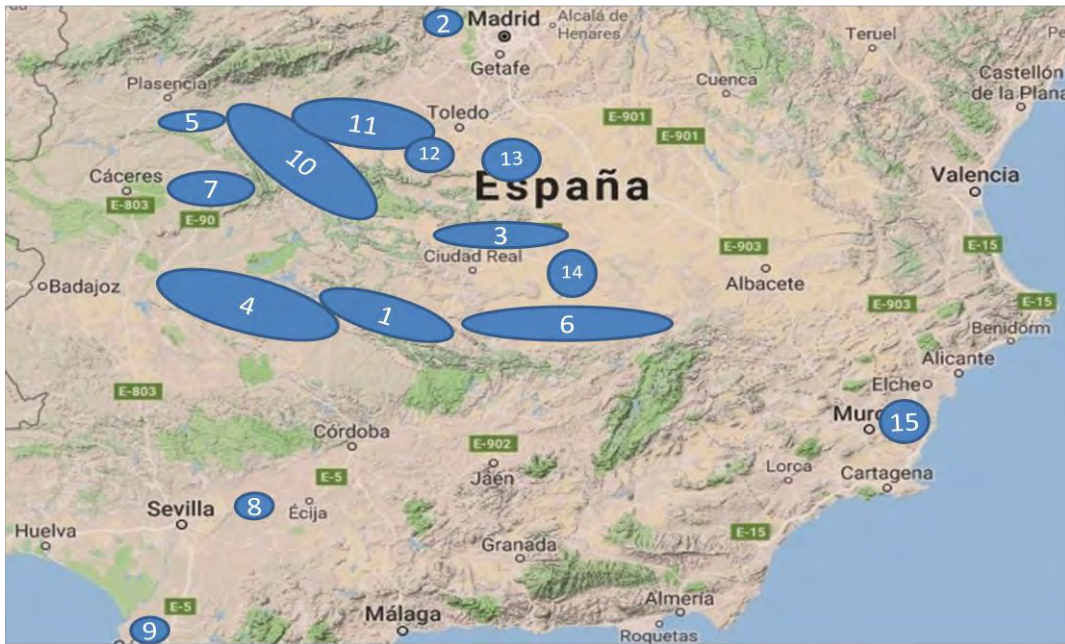 2
Madrid
Alcalá de
Henares
Getafe
Teruel
Cuenca
Castellón
de la Plana
Plasencia
5
11
Toledo
E-901
E-901
12
13
10
España
Cáceres
7
E-803
E-90
Valencia
3
E-903
E-15
Ciudad Real
14
Albacete
Badajoz
4
1
6
E-903
E-15
Benidorm
Alicante
Elche
E-803
Mur
15
Córdoba
E-902
Jaén
Lorca
Cartagena
E-5
8
Écija
Sevilla
Huelva
E-15
Granada
E-5
9
Málaga
Almería
Roquetas